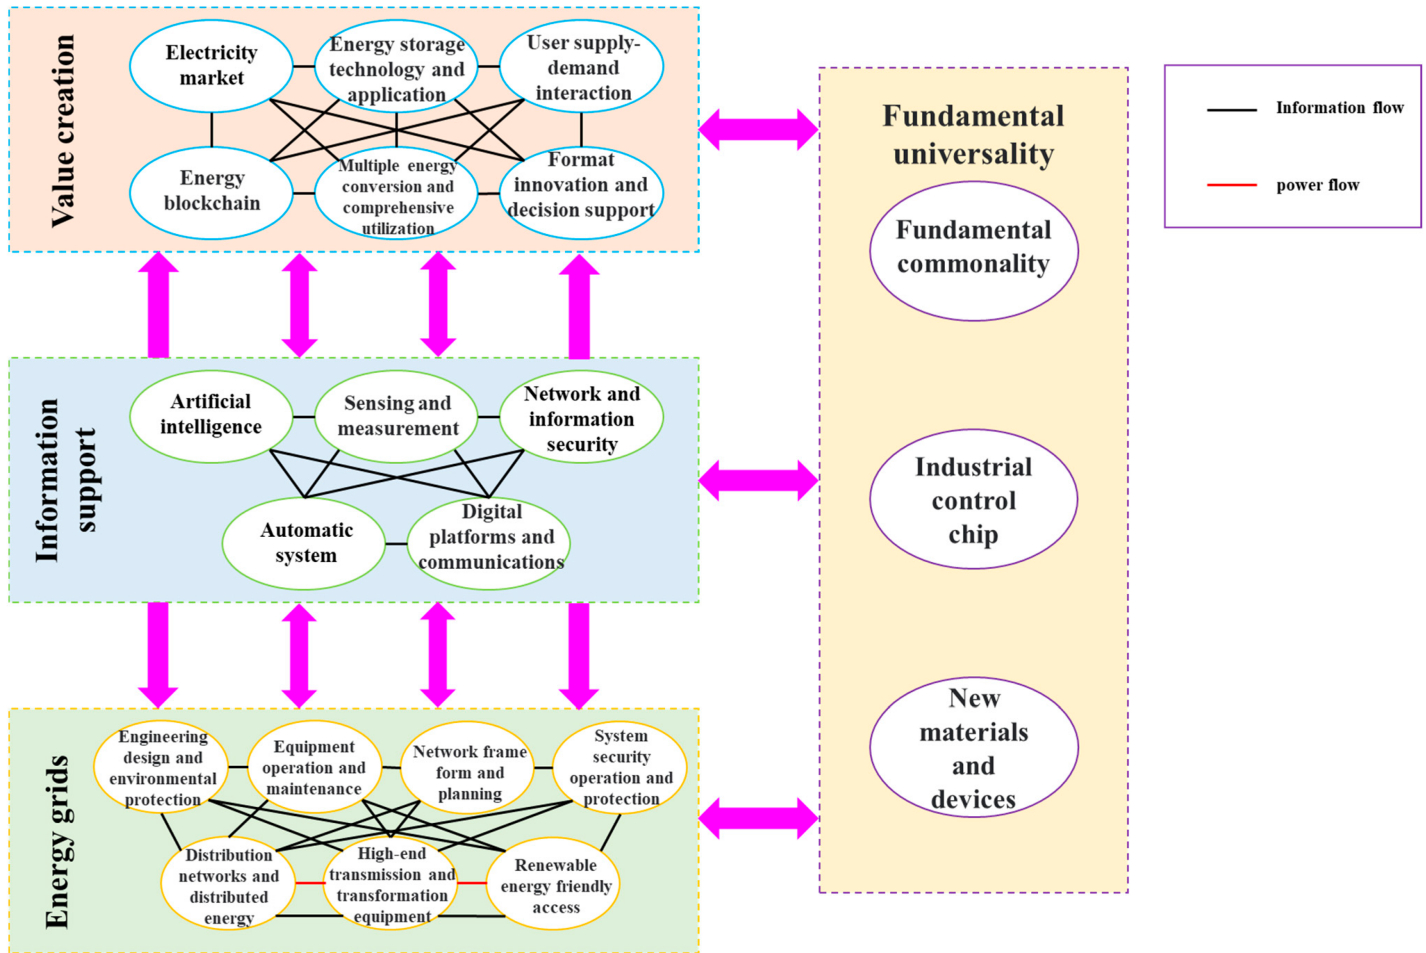 Value creation
Electricity
market
Energy storage
technology and
application
User supply-
demand
interaction
Energy
blockchain
Multiple energy
conversion and
comprehensive
utilization
Format
innovation and
decision support
Information
support
Artificial
intelligence
Sensing and
measurement
Network and
information
security
Automatic
system
Digital
platforms and
communications
Energy grids
Engineering
design and
environmental
protection
Equipment
operation and
maintenance
Network frame
form and
planning
System
security
operation and
protection
Distribution
networks and
distributed
energy
High-end
transmission and
transformation
equipment
Renewable
energy friendly
access
Fundamental
universality
Fundamental
commonality
Industrial
control
chip
New
materials
and
devices
Information flow
power flow